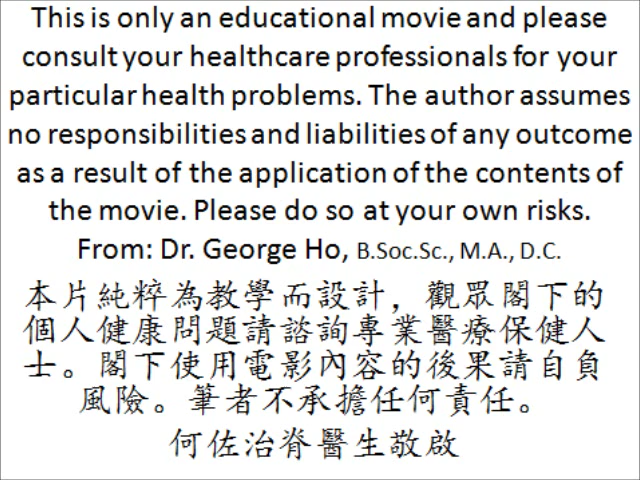 This is only an educational movie and please
consult your healthcare professionals for your
particular health problems. The author assumes
no responsibilities and liabilities of any outcome
as a result of the application of the contents of
the movie. Please do so at your own risks.
From: Dr. George Ho, B.Soc.Sc., M.A., D.C.
本片純粹為教學而設計，觀眾閣下的
個人健康問題請諮詢專業醫療保健人
士。閣下使用電影內容的後果請自負
風險。筆者不承擔任何責任。
何佐治脊醫生敬啟